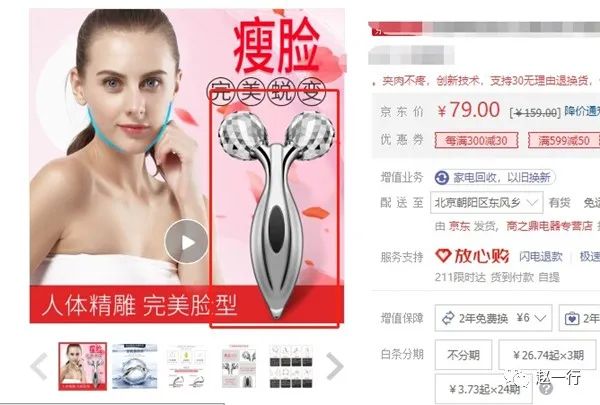 瘦脸
完美蜕变
人体精雕 完美脸型
夹肉不疼，创新技术，支持30无理由退换货，
京东价 ￥79.00 [￥159.00] 降价通知
优惠券 每满300减30 满599减50
增值业务 家电回收，以旧换新
配送至 北京朝阳区东风乡 有货 免运
由 京东 发货，商之鼎电器专营店
服务支持 放心购 闪电退款 极速
211限时达 货到付款 自提
增值保障 2年免费换 ￥6 2年
白条分期 不分期 ￥26.74起×3期
￥3.73起×24期 ?
赵一行